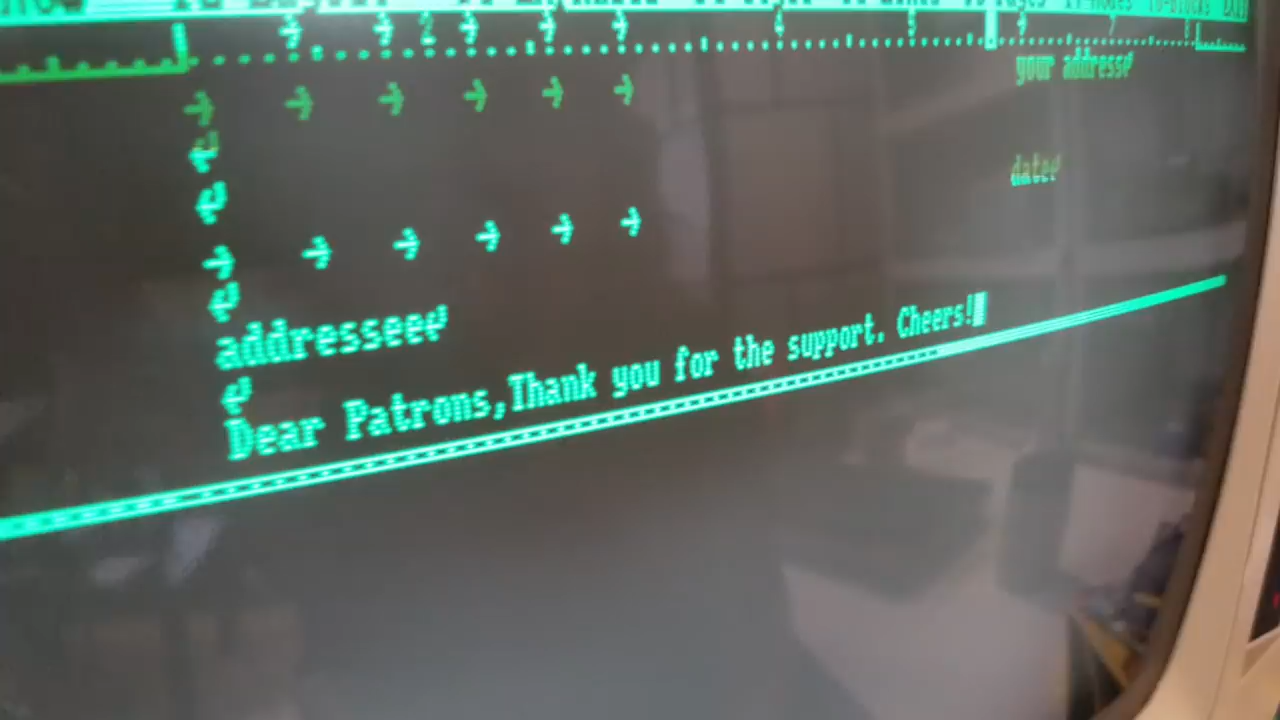 your address
date
addressee
Dear Patrons,Thank you for the support. Cheers!